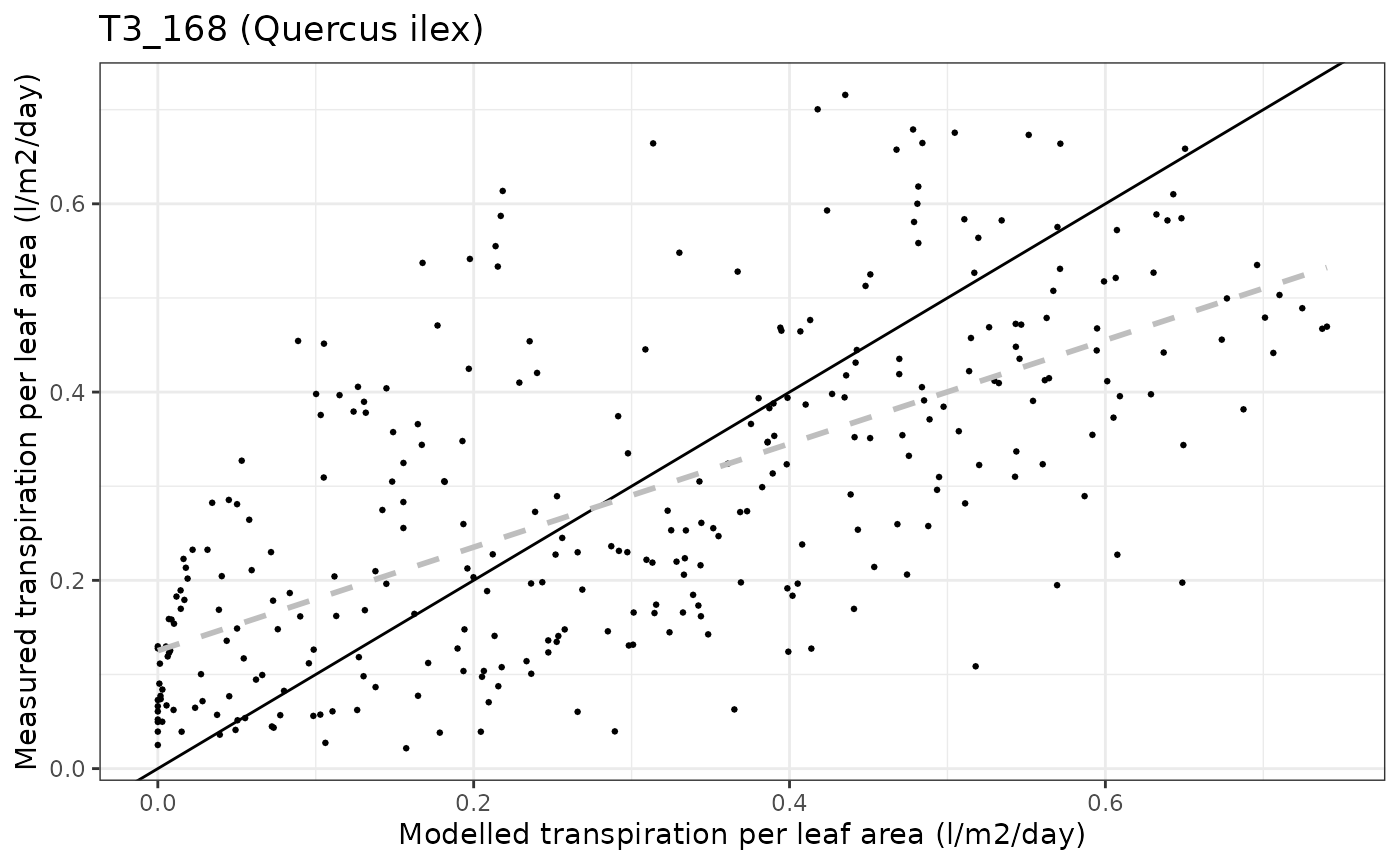 T3_168 (Quercus ilex)
Measured transpiration per leaf area (l/m2/day)
0.6
0.4
0.2
0.0
0.0 0.2 0.4 0.6
Modelled transpiration per leaf area (l/m2/day)